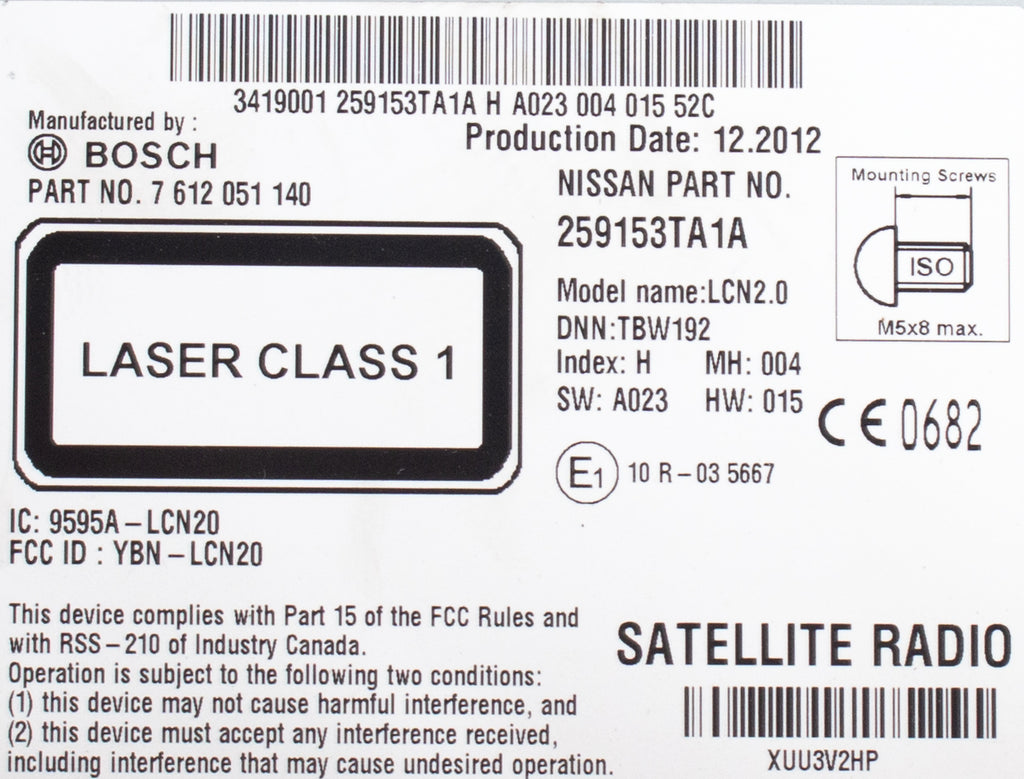 3419001 259153TA1A H A023 004 015 52C
Manufactured by :
BOSCH
PART NO. 7 612 051 140
Production Date: 12.2012
NISSAN PART NO.
259153TA1A
Mounting Screws
ISO
M5x8 max.
LASER CLASS 1
Model name:LCN2.0
DNN:TBW192
Index: H MH: 004
SW: A023 HW: 015
CE 0682
E1 10 R-03 5667
IC: 9595A-LCN20
FCC ID : YBN-LCN20
This device complies with Part 15 of the FCC Rules and
with RSS-210 of Industry Canada.
Operation is subject to the following two conditions:
(1) this device may not cause harmful interference, and
(2) this device must accept any interference received,
including interference that may cause undesired operation.
SATELLITE RADIO
XUU3V2HP